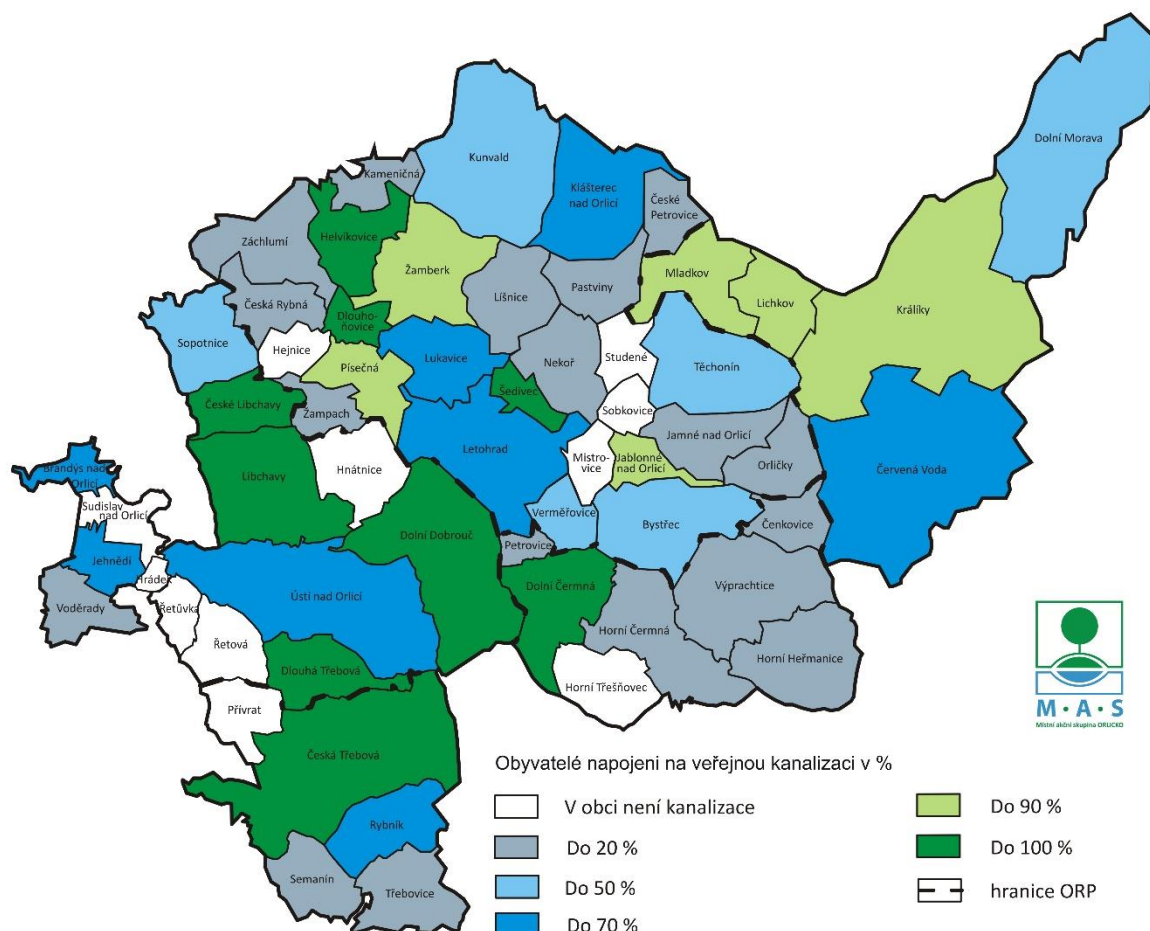 Dolní Morava
Kunvald
Kameničná
Klášterec
nad Orlicí
České
Petrovice
Helvíkovice
Záchlumí
Žamberk
Mladkov
Líšnice
Pastviny
Lichkov
Králíky
Česká Rybná
Dlouho-
ňovice
Sopotnice
Hejnice
Lukavice
Studené
Nekoř
Těchonín
Písečná
Šedivec
České Libchavy
Žampach
Sobkovice
Jamné nad Orlicí
Letohrad
Mistro-
vice
Jablonné
nad Orlicí
Orličky
Červená Voda
Brandýs nad
Orlicí
Libchavy
Hnátnice
Sudislav
nad Orlicí
Verměřovice
Bystřec
Čenkovice
Dolní Dobrouč
Petrovice
Jehnědí
Hrádek
Dolní Čermná
Výprachtice
Ústí nad Orlicí
Voděrady
Řetůvka
Řetová
Horní Čermná
Horní Heřmanice
Dlouhá Třebová
Horní Třešňovec
Přívrat
M·A·S
Místní akční skupina ORLICKO
Česká Třebová
Rybník
Semanín
Třebovice
Obyvatelé napojeni na veřejnou kanalizaci v %
V obci není kanalizace
Do 20 %
Do 50 %
Do 70 %
Do 90 %
Do 100 %
hranice ORP